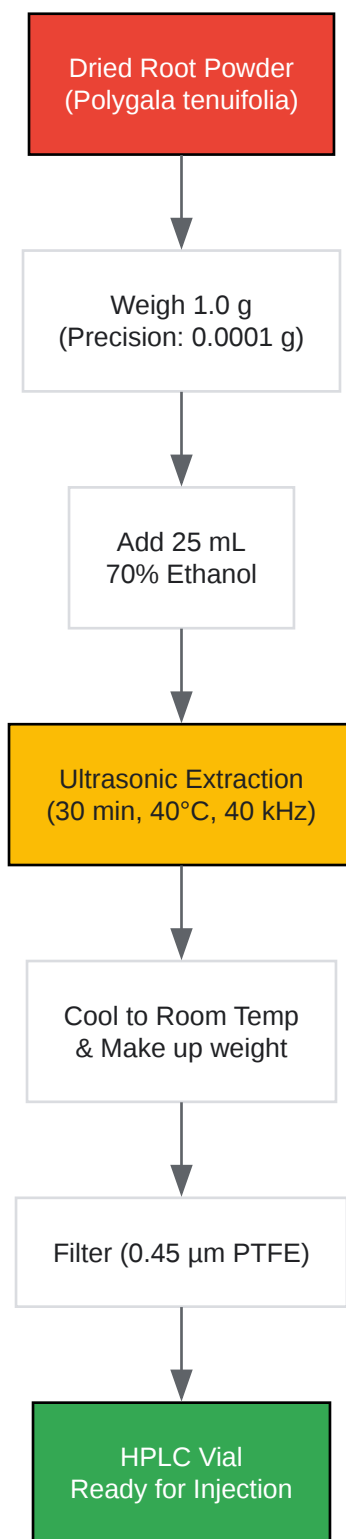 Dried Root Powder
(Polygala tenuifolia)
Weigh 1.0 g
(Precision: 0.0001 g)
Add 25 mL
70% Ethanol
Ultrasonic Extraction
(30 min, 40°C, 40 kHz)
Cool to Room Temp
& Make up weight
Filter (0.45 µm PTFE)
HPLC Vial
Ready for Injection